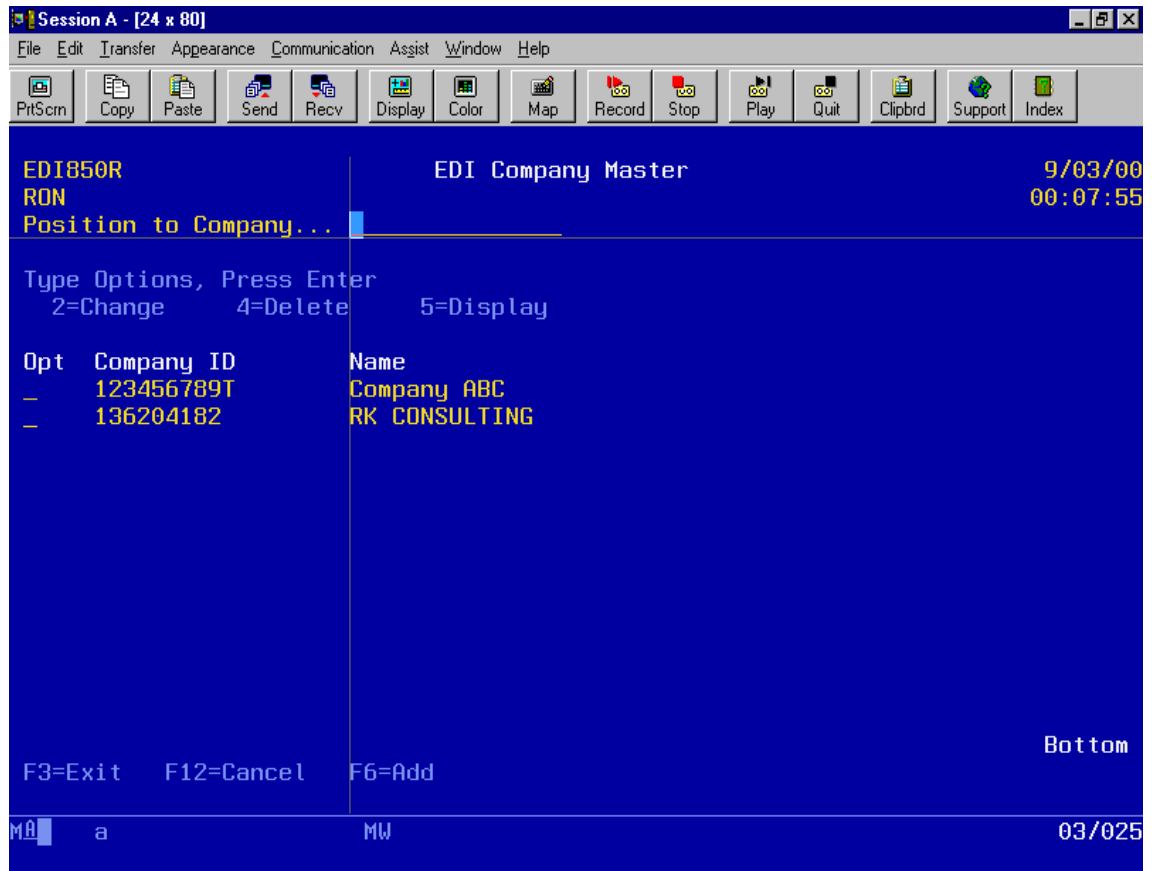 Session A - [24 x 80]
File Edit Transfer Appearance Communication Assist Window Help
PrtScrn Copy Paste Send Recv Display Color Map Record Stop Play Quit Clipbrd Support Index
EDI850R EDI Company Master 9/03/00
RON 00:07:55
Position to Company...
Type Options, Press Enter
2=Change 4=Delete 5=Display
Opt Company ID Name
_ 123456789T Company ABC
_ 136204182 RK CONSULTING
Bottom
F3=Exit F12=Cancel F6=Add
MA a MW 03/025